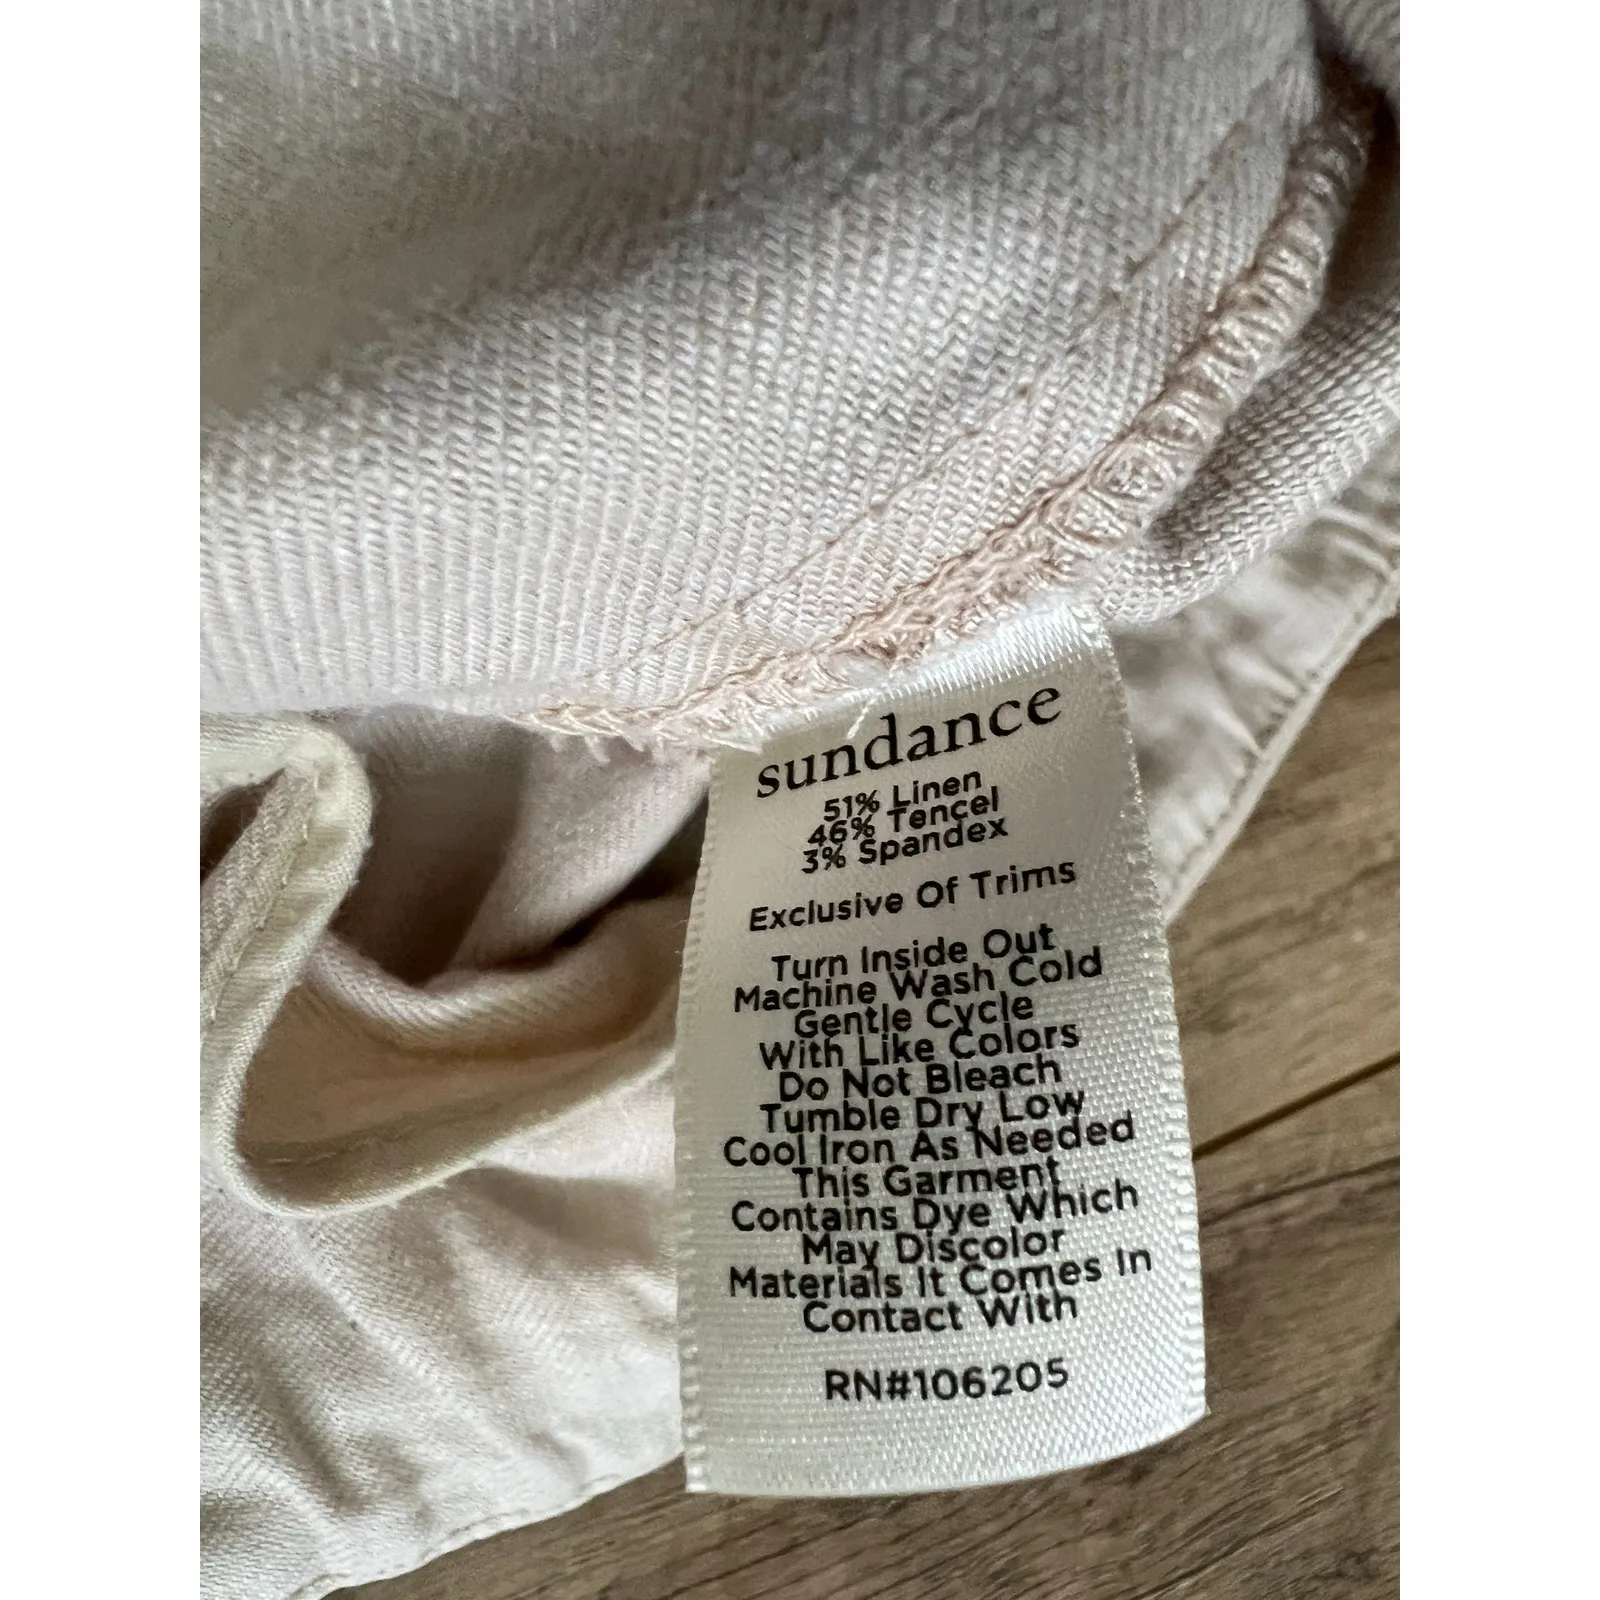 sundance
51% Linen
46% Tencel
3% Spandex
Exclusive Of Trims
Turn Inside Out
Machine Wash Cold
Gentle Cycle
With Like Colors
Do Not Bleach
Tumble Dry Low
Cool Iron As Needed
This Garment
Contains Dye Which
May Discolor
Materials It Comes In
Contact With
RN#106205